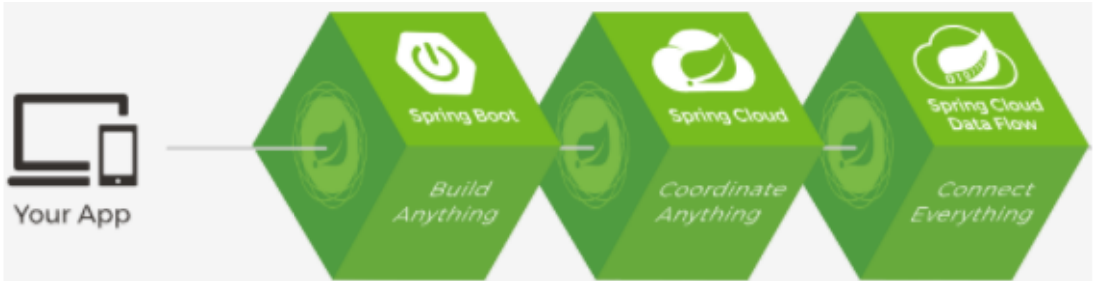 Your App
Spring Boot
Build
Anything
Spring Cloud
Coordinate
Anything
Spring Cloud
Data Flow
Connect
Everything